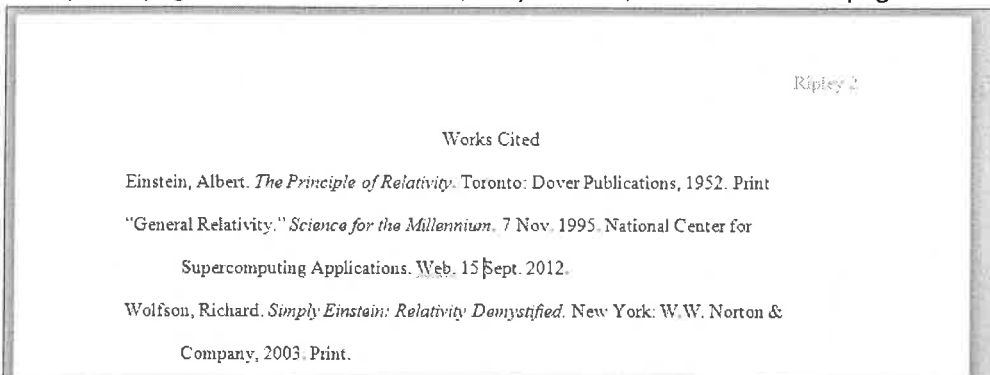 Ripley 2
Works Cited
Einstein, Albert. The Principle of Relativity. Toronto: Dover Publications, 1952. Print
"General Relativity." Science for the Millennium. 7 Nov. 1995. National Center for
Supercomputing Applications. Web. 15 Sept. 2012.
Wolfson, Richard. Simply Einstein: Relativity Demystified. New York: W.W. Norton &
Company, 2003. Print.